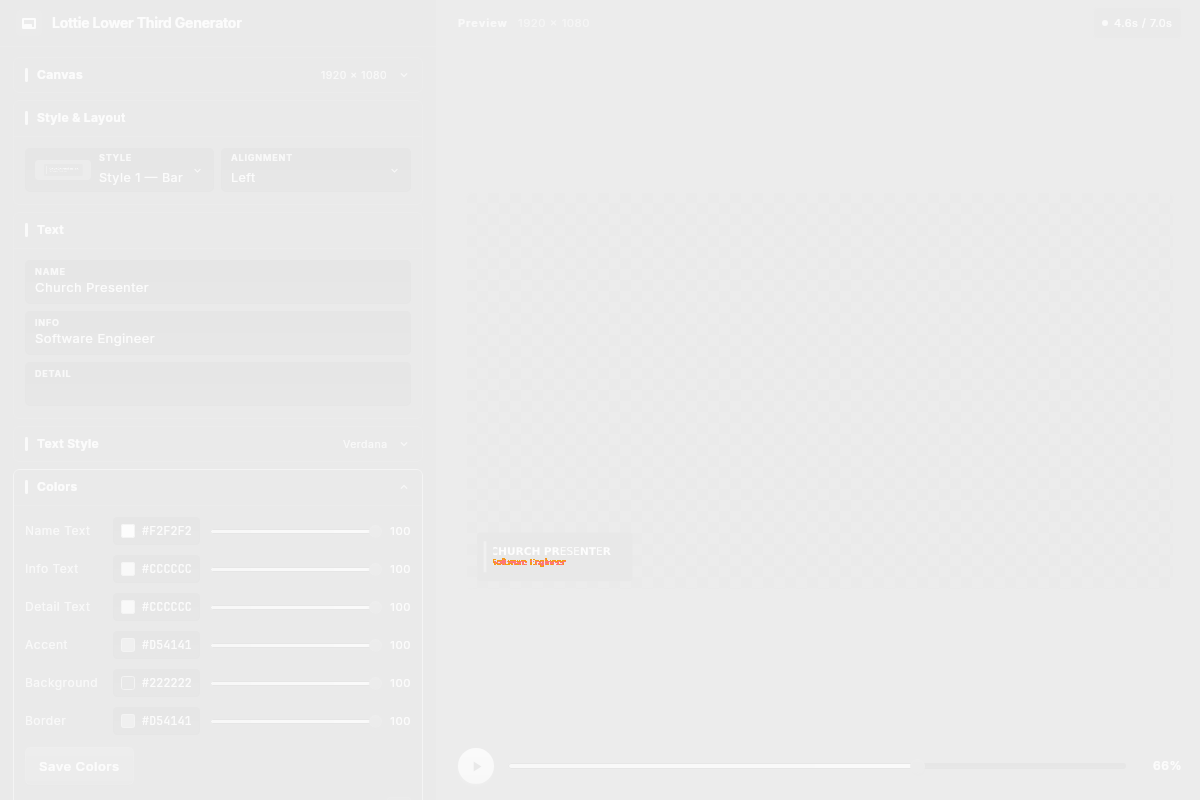 Lottie Lower Third Generator
Preview 1920 × 1080
4.6s / 7.0s
Canvas 1920 × 1080
Style & Layout
STYLE
Style 1 — Bar
ALIGNMENT
Left
Text
NAME
Church Presenter
INFO
Software Engineer
DETAIL
Text Style Verdana
Colors
Name Text #F2F2F2 100
Info Text #CCCCCC 100
Detail Text #CCCCCC 100
Accent #D54141 100
Background #222222 100
Border #D54141 100
Save Colors
CHURCH PRESENTER
Software Engineer
66%